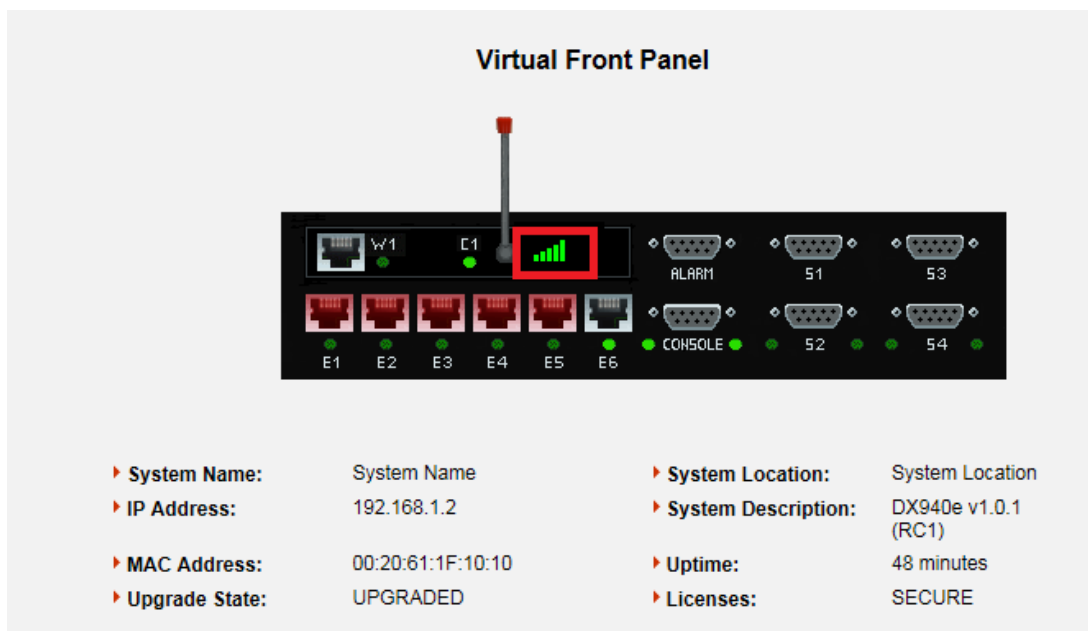 Virtual Front Panel
W1
C1
ALARM
S1
S3
E1 E2 E3 E4 E5 E6
CONSOLE
S2
S4
System Name: System Name
System Location: System Location
IP Address: 192.168.1.2
System Description: DX940e v1.0.1
(RC1)
MAC Address: 00:20:61:1F:10:10
Uptime: 48 minutes
Upgrade State: UPGRADED
Licenses: SECURE